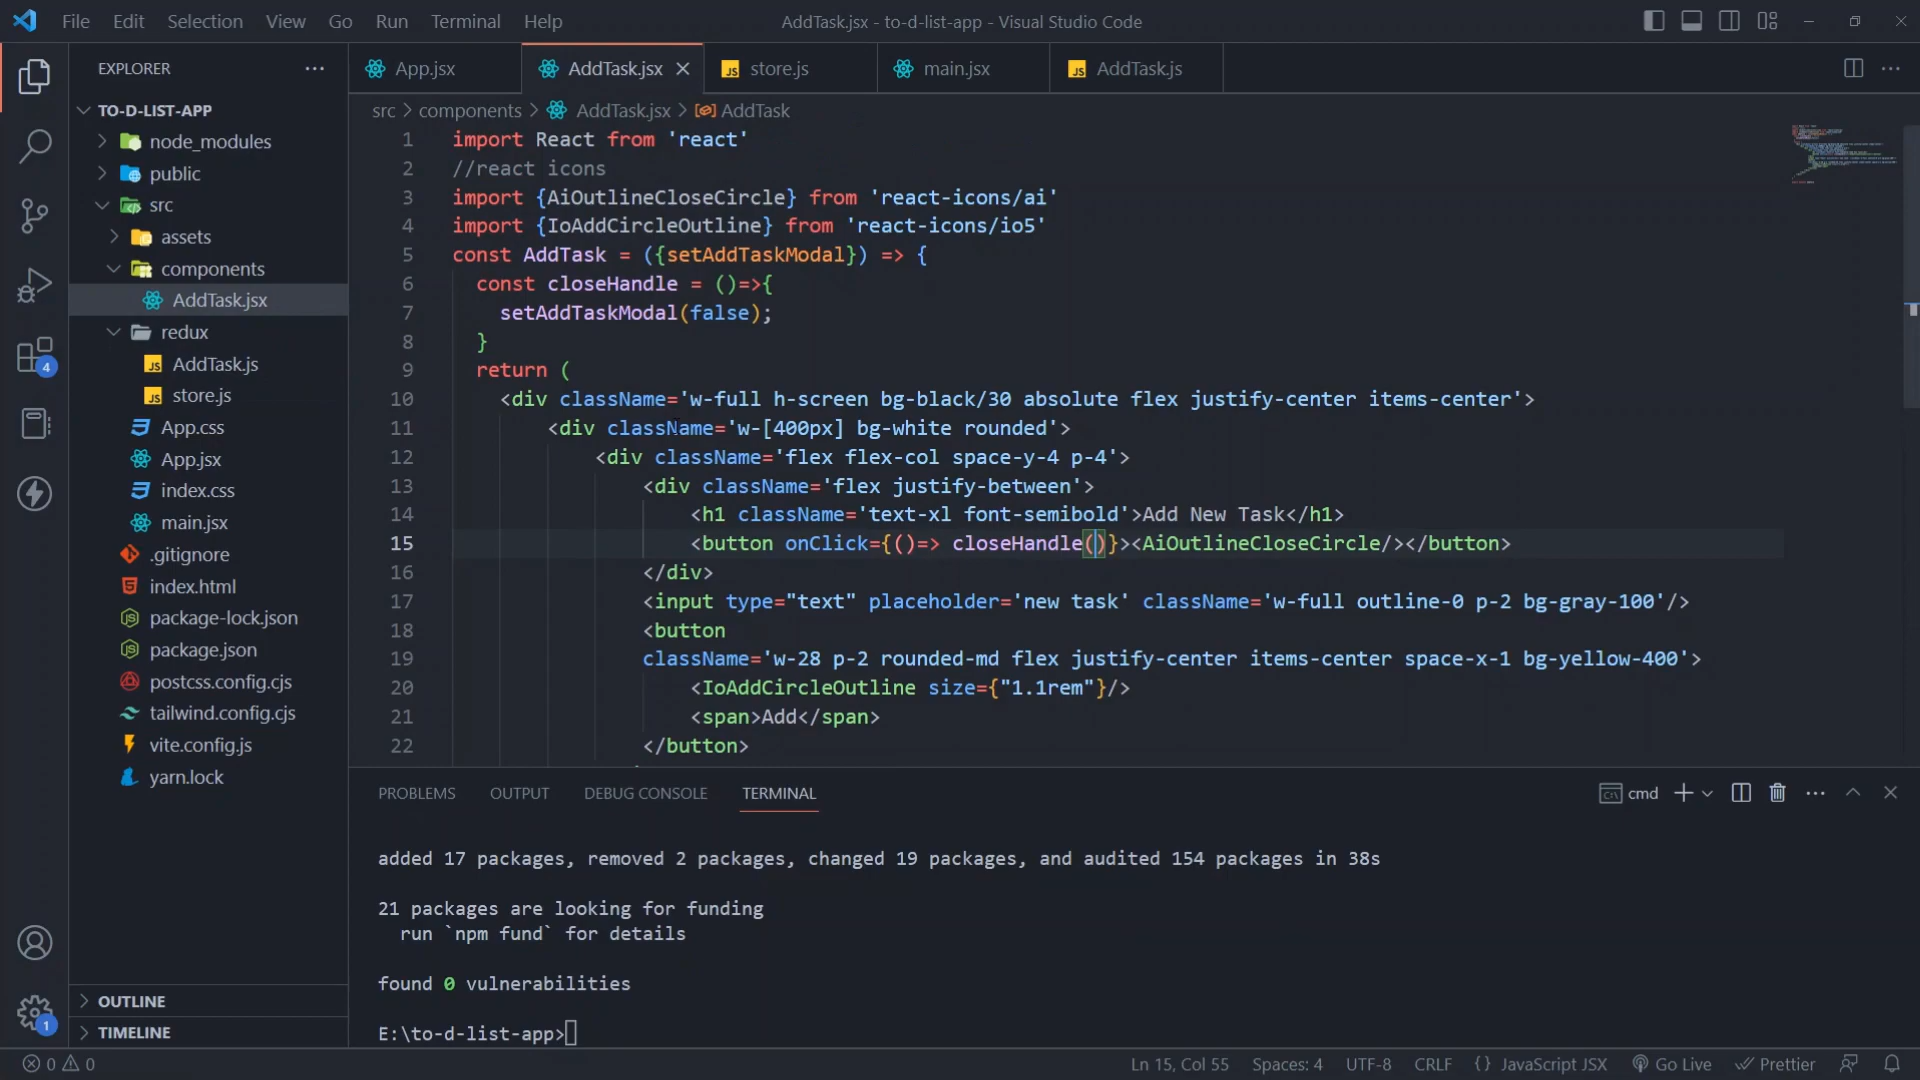 File Edit Selection View Go Run Terminal Help
AddTask.jsx - to-d-list-app - Visual Studio Code
EXPLORER
TO-D-LIST-APP
node_modules
public
src
assets
components
AddTask.jsx
redux
AddTask.js
store.js
App.css
App.jsx
index.css
main.jsx
.gitignore
index.html
package-lock.json
package.json
postcss.config.cjs
tailwind.config.cjs
vite.config.js
yarn.lock
OUTLINE
TIMELINE
4
1
App.jsx AddTask.jsx store.js main.jsx AddTask.js
src > components > AddTask.jsx > AddTask
1 import React from 'react'
2 //react icons
3 import {AiOutlineCloseCircle} from 'react-icons/ai'
4 import {IoAddCircleOutline} from 'react-icons/io5'
5 const AddTask = ({setAddTaskModal}) => {
6 const closeHandle = ()=>{
7 setAddTaskModal(false);
8 }
9 return (
10 <div className='w-full h-screen bg-black/30 absolute flex justify-center items-center'>
11 <div className='w-[400px] bg-white rounded'>
12 <div className='flex flex-col space-y-4 p-4'>
13 <div className='flex justify-between'>
14 <h1 className='text-xl font-semibold'>Add New Task</h1>
15 <button onClick={()=> closeHandle()}><AiOutlineCloseCircle/></button>
16 </div>
17 <input type="text" placeholder='new task' className='w-full outline-0 p-2 bg-gray-100'/>
18 <button
19 className='w-28 p-2 rounded-md flex justify-center items-center space-x-1 bg-yellow-400'>
20 <IoAddCircleOutline size={"1.1rem"}/>
21 <span>Add</span>
22 </button>
PROBLEMS OUTPUT DEBUG CONSOLE TERMINAL
cmd
added 17 packages, removed 2 packages, changed 19 packages, and audited 154 packages in 38s
21 packages are looking for funding
run `npm fund` for details
found 0 vulnerabilities
E:\to-d-list-app>
0 0
Ln 15, Col 55 Spaces: 4 UTF-8 CRLF {} JavaScript JSX Go Live Prettier